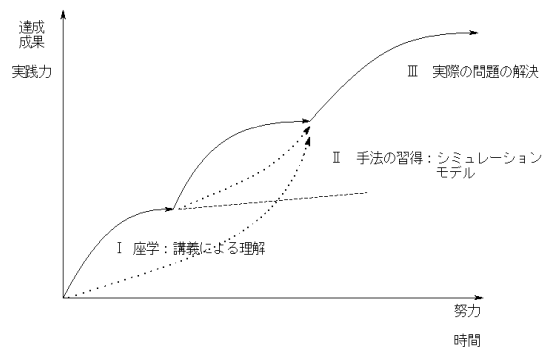 達成
成果
実践力
Ⅲ 実際の問題の解決
Ⅱ 手法の習得：シミュレーション
モデル
Ⅰ 座学：講義による理解
努力
時間